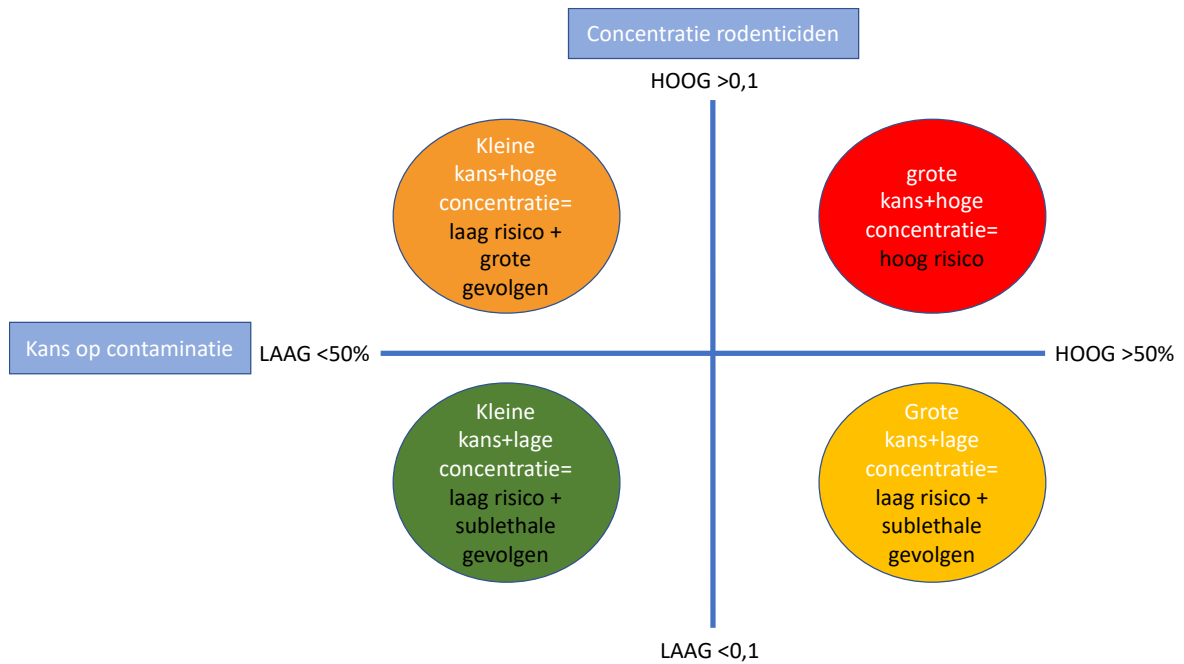 Concentratie rodenticiden
HOOG >0,1
Kleine
kans+hoge
concentratie=
laag risico +
grote
gevolgen
grote
kans+hoge
concentratie=
hoog risico
Kans op contaminatie
LAAG <50%
HOOG >50%
Kleine
kans+lage
concentratie=
laag risico +
sublethale
gevolgen
Grote
kans+lage
concentratie=
laag risico +
sublethale
gevolgen
LAAG <0,1